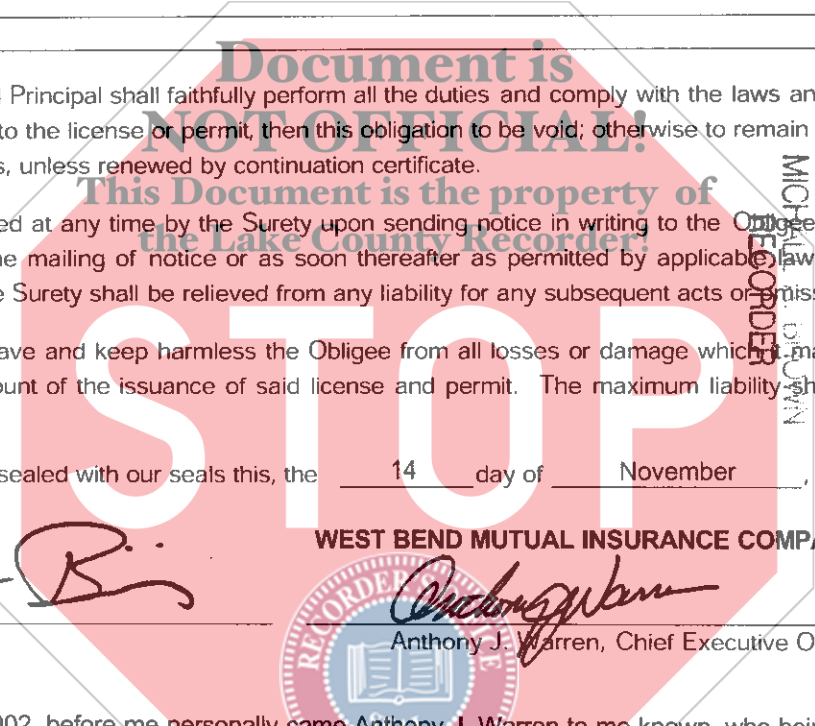 Document is
Principal shall faithfully perform all the duties and comply with the laws an
to the license or permit, then this obligation to be void; otherwise to remain
NOT OFFICIAL!
s, unless renewed by continuation certificate.
This Document is the property of
ed at any time by the Surety upon sending notice in writing to the Obligee
the Lake County Recorder!
he mailing of notice or as soon thereafter as permitted by applicable law
e Surety shall be relieved from any liability for any subsequent acts or omiss
RECORDER
STOP
ave and keep harmless the Obligee from all losses or damage which it ma
ount of the issuance of said license and permit. The maximum liability sh
sealed with our seals this, the 14 day of November ,
WEST BEND MUTUAL INSURANCE COMPA
Anthony J. Warren, Chief Executive O
002, before me personally came Anthony J. Warren to me known, who bein